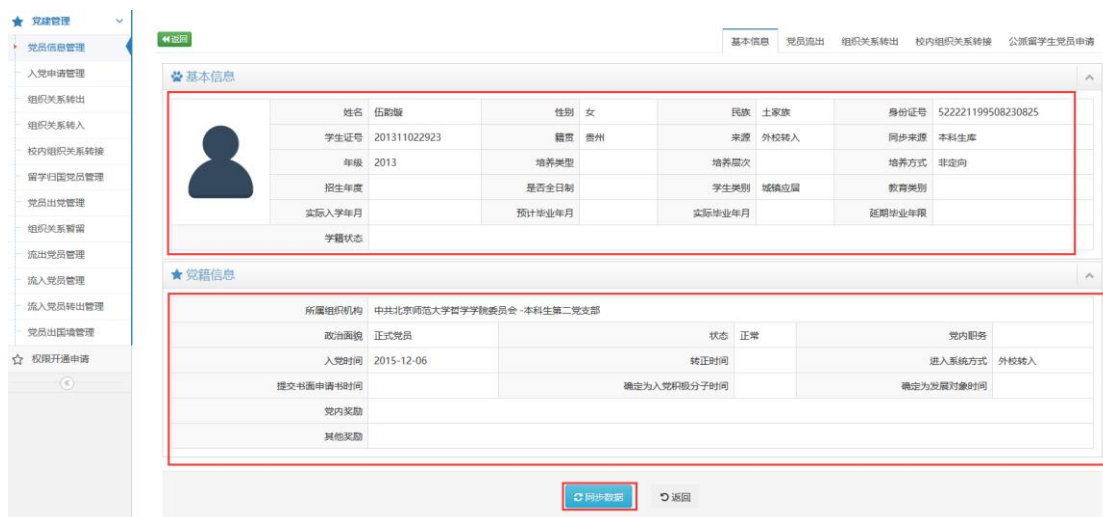 党建管理
党员信息管理
入党申请管理
组织关系转出
组织关系转入
校内组织关系转接
留学归国党员管理
党员出党管理
组织关系暂留
流出党员管理
流入党员管理
流入党员转出管理
党员出国境管理
权限开通申请
返回
基本信息 党员流出 组织关系转出 校内组织关系转接 公派留学生党员申请
基本信息
姓名 伍韵璇 性别 女 民族 土家族 身份证号 522221199508230825
学生证号 201311022923 籍贯 贵州 来源 外校转入 同步来源 本科生库
年级 2013 培养类型 培养层次 培养方式 非定向
招生年度 是否全日制 学生类别 城镇应届 教育类别
实际入学年月 预计毕业年月 实际毕业年月 延期毕业年限
学籍状态
党籍信息
所属组织机构 中共北京师范大学哲学学院委员会 -本科生第二党支部
政治面貌 正式党员 状态 正常 党内职务
入党时间 2015-12-06 转正时间 进入系统方式 外校转入
提交书面申请书时间 确定为入党积极分子时间 确定为发展对象时间
党内奖励
其他奖励
同步数据 返回